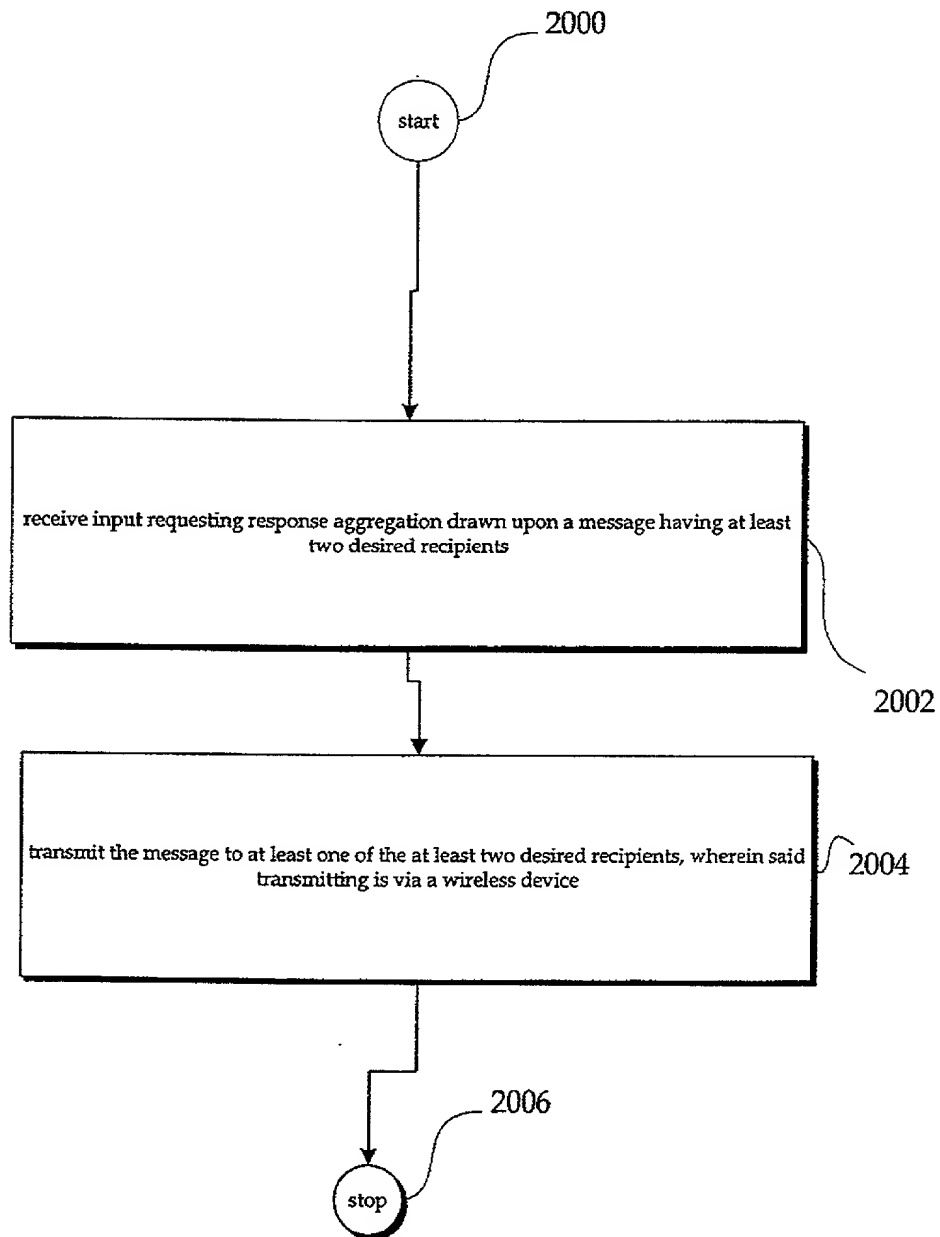 2000
start
receive input requesting response aggregation drawn upon a message having at least
two desired recipients
2002
transmit the message to at least one of the at least two desired recipients, wherein said
transmitting is via a wireless device
2004
2006
stop